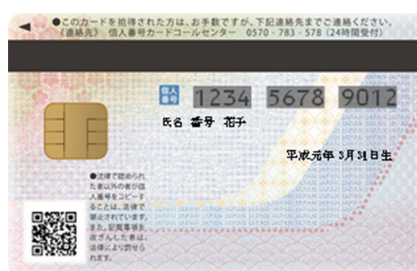 ●このカードを拾得された方は、お手数ですが、下記連絡先までご連絡ください。
《連絡先》 個人番号カードコールセンター 0570-783-578 (24時間受付)
個人
番号
1234 5678 9012
氏名 番号 花子
平成元年 3月31日生
●法律で認められ
た者以外の者が個
人番号をコピーす
ることは、法律で
禁止されています。
また、記載事項を
改ざんした者は、
法律により罰せら
れます。